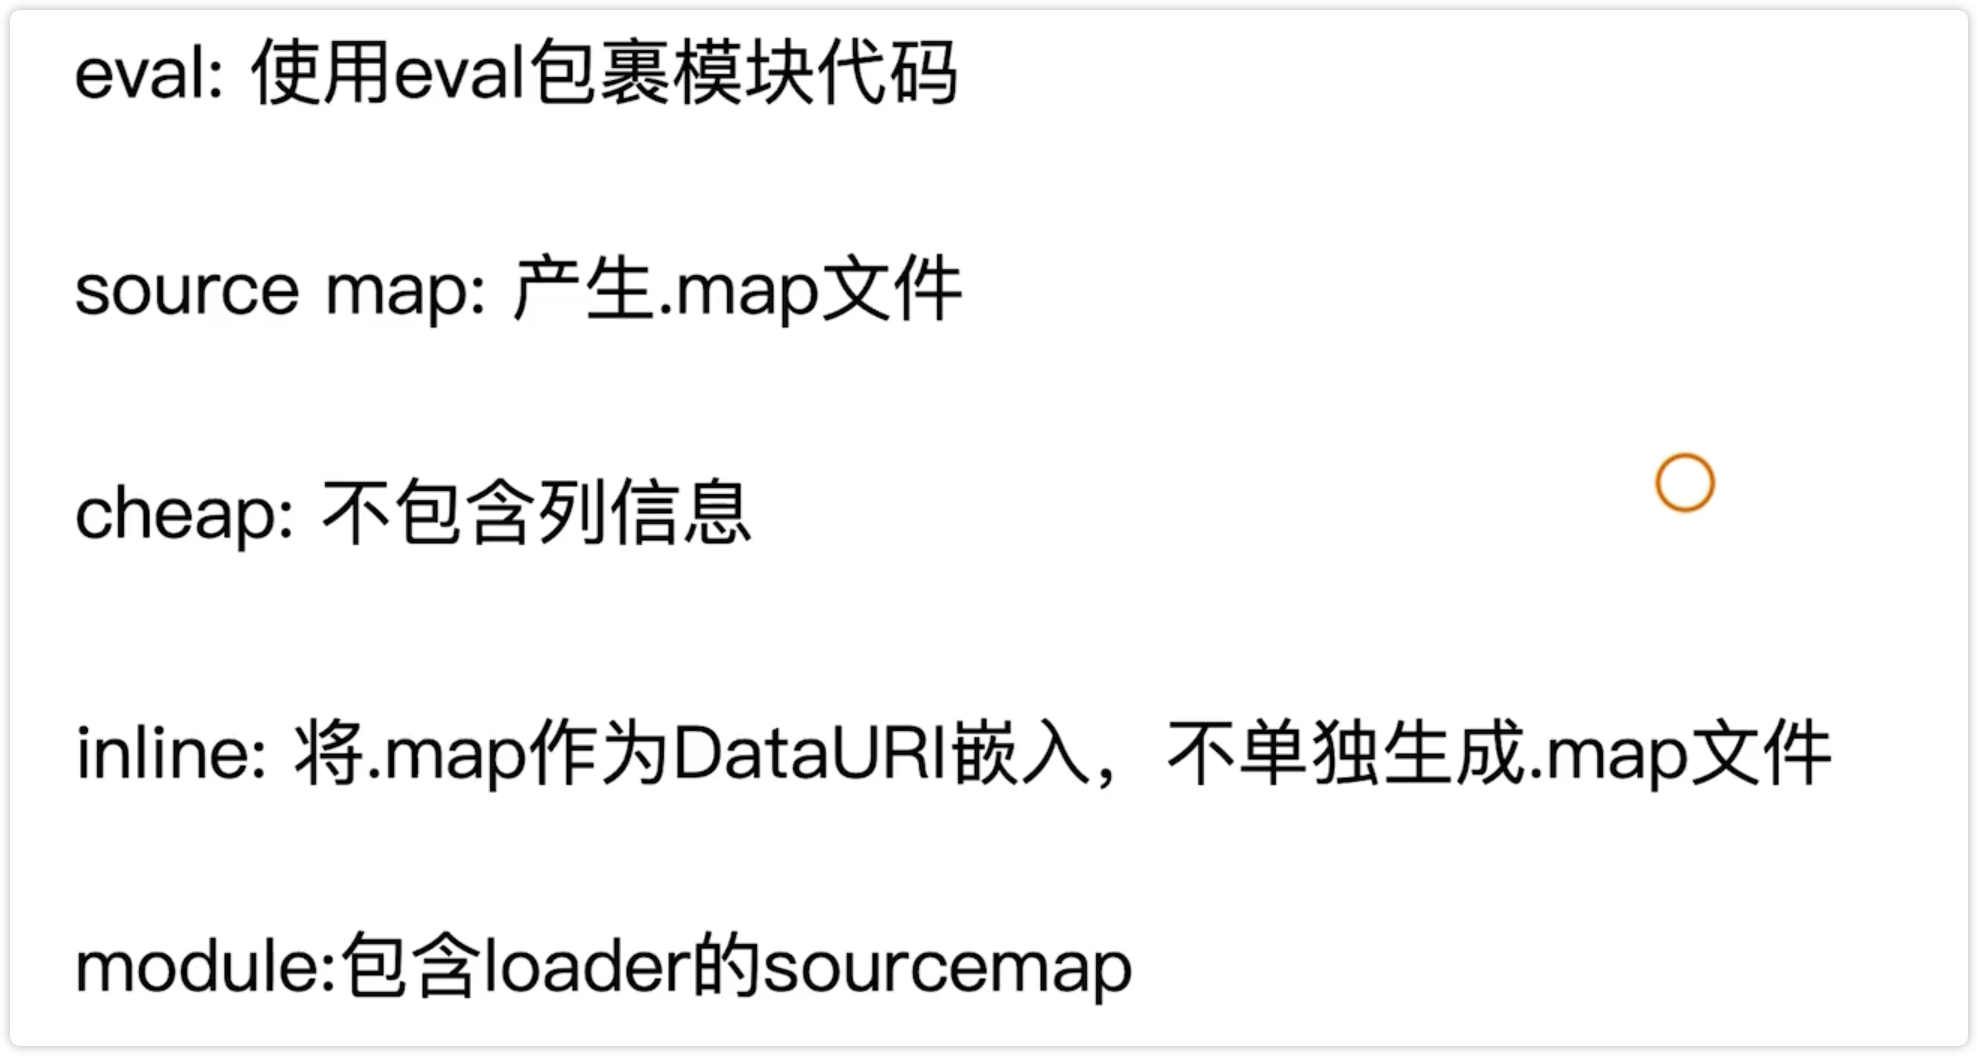 eval: 使用eval包裹模块代码
source map: 产生.map文件
cheap: 不包含列信息
inline: 将.map作为DataURI嵌入，不单独生成.map文件
module:包含loader的sourcemap